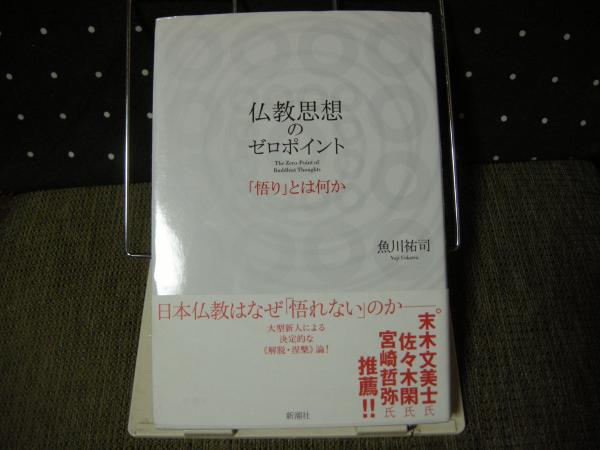 仏教思想
の
ゼロポイント
The Zero-Point of
Buddhist Thoughts
「悟り」とは何か
魚川祐司
Yuji Uokawa
日本仏教はなぜ「悟れない」のか――。
大型新人による
決定的な
《解脱・涅槃》論!
末木文美士氏
佐々木閑氏
宮崎哲弥氏
推薦!!
新潮社